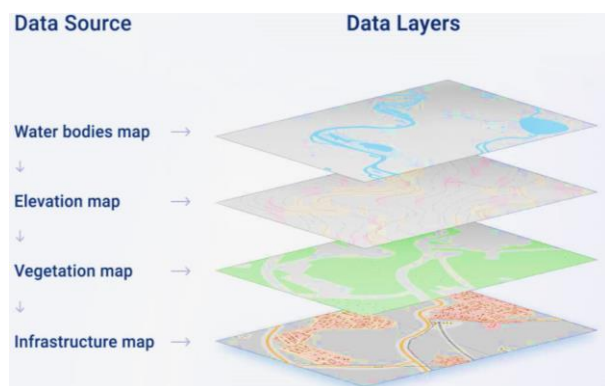 Data Source
Data Layers
Water bodies map
Elevation map
Vegetation map
Infrastructure map